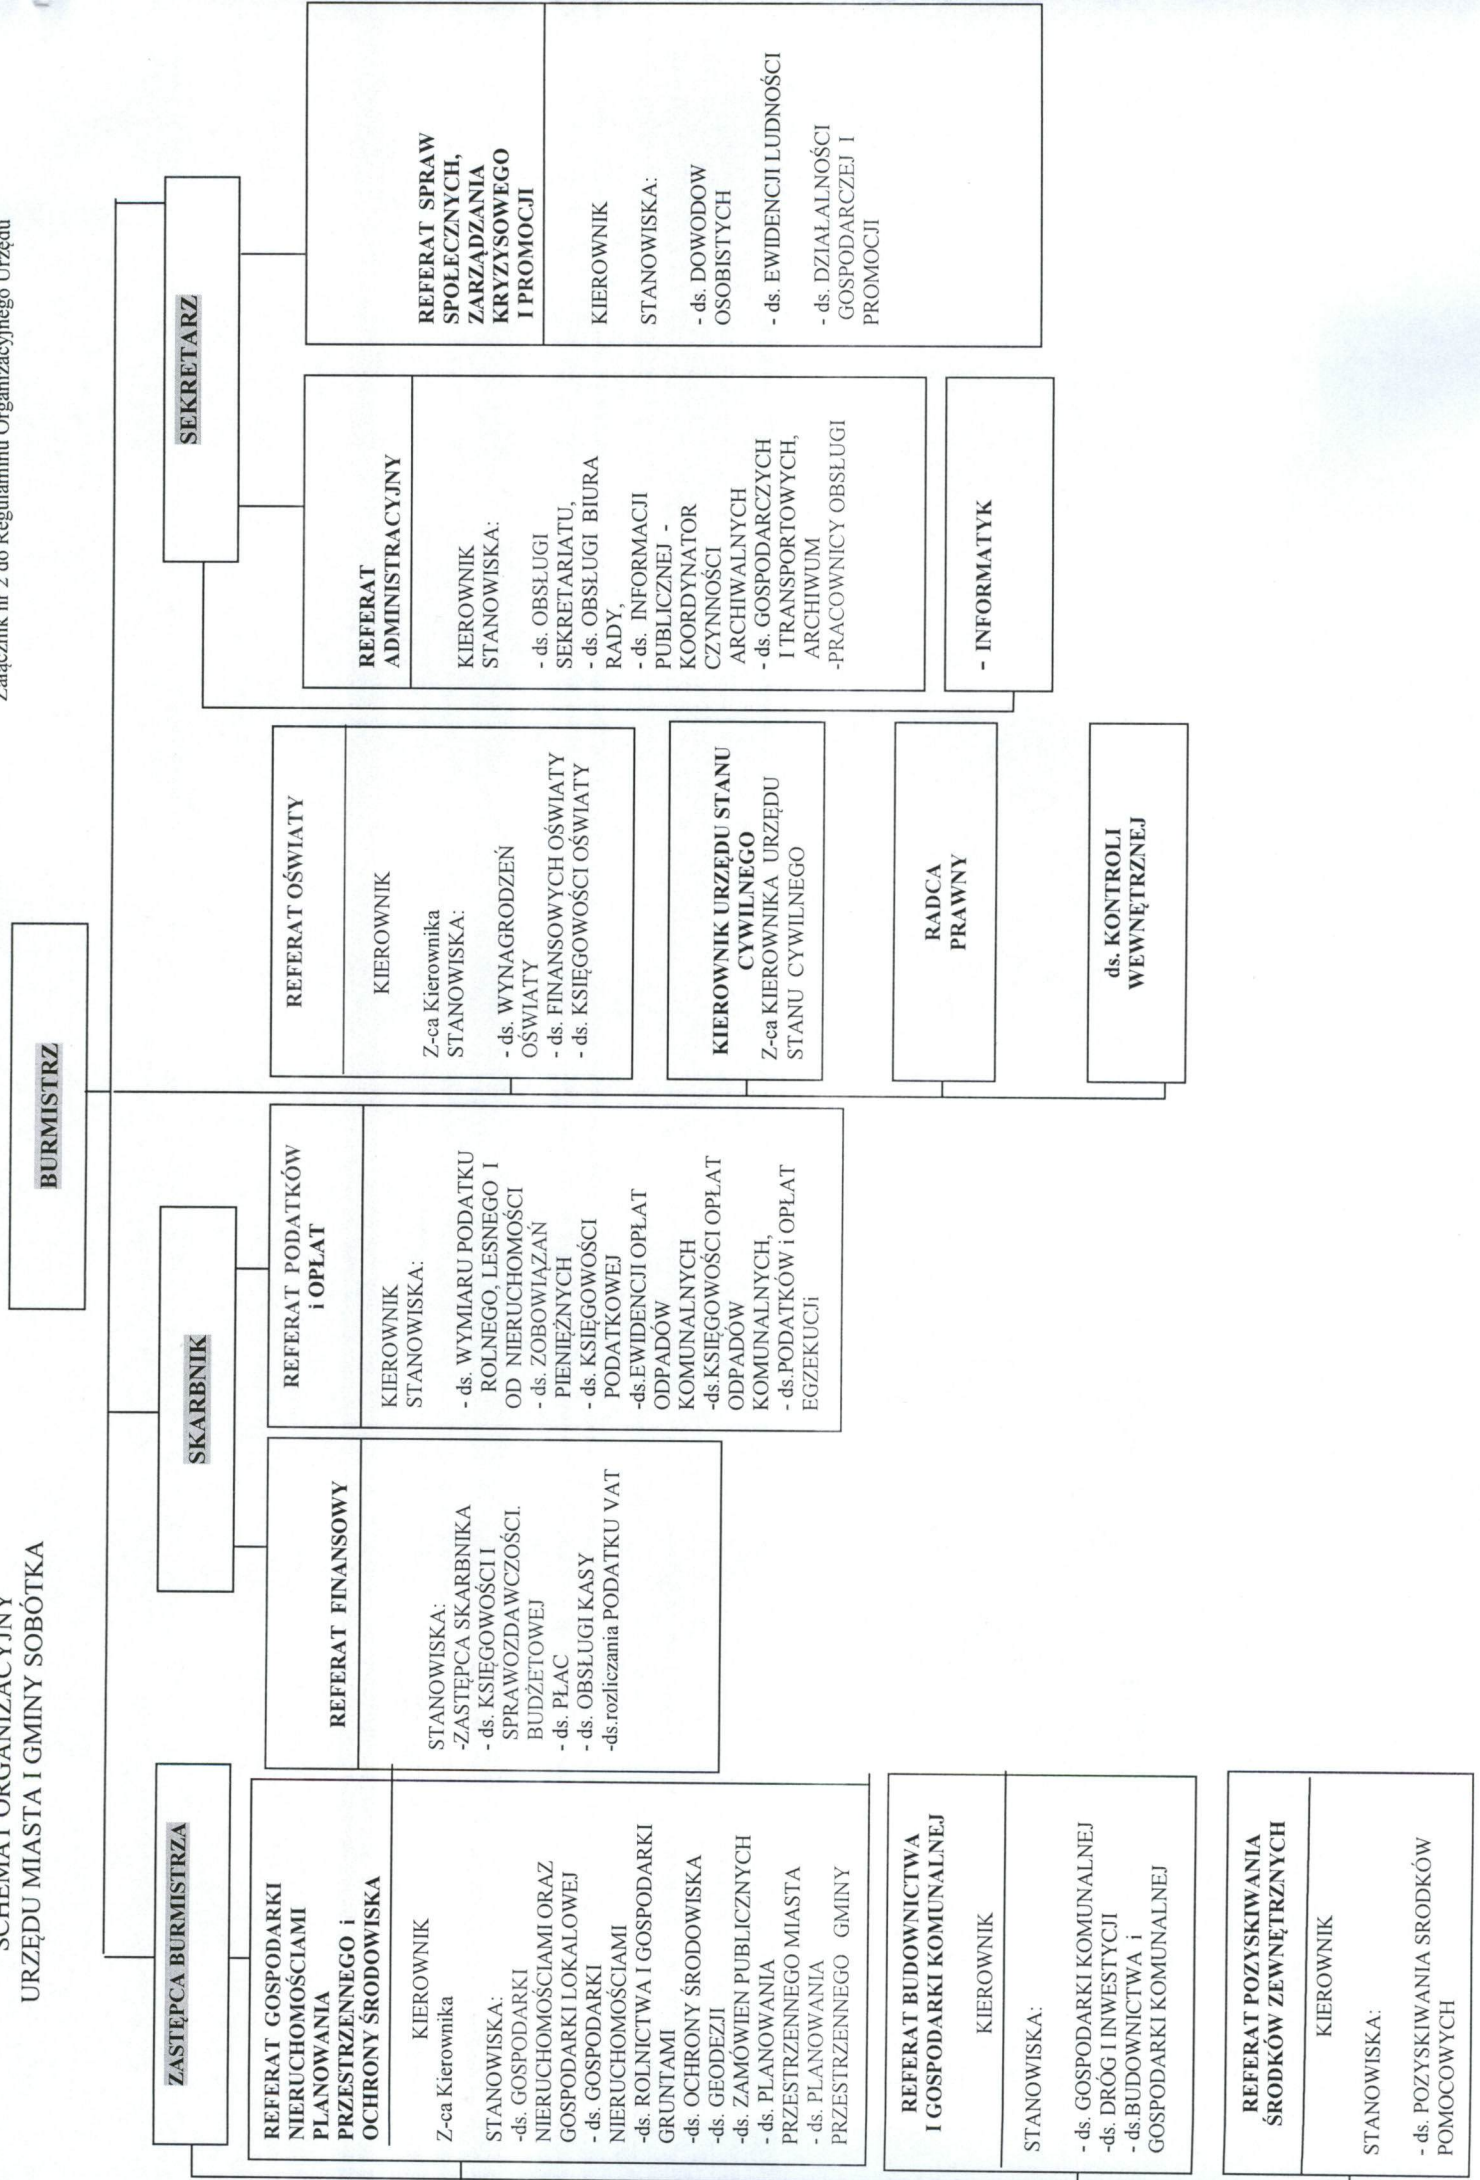 Załącznik nr 2 do Regulaminu Organizacyjnego Urzędu
SCHEMAT ORGANIZACYJNY
URZĘDU MIASTA I GMINY SOBÓTKA
BURMISTRZ
ZASTĘPCA BURMISTRZA
SKARBNIK
SEKRETARZ
REFERAT GOSPODARKI
NIERUCHOMOŚCIAMI
PLANOWANIA
PRZESTRZENNEGO i
OCHRONY ŚRODOWISKA
KIEROWNIK
Z-ca Kierownika
STANOWISKA:
-ds. GOSPODARKI
NIERUCHOMOŚCIAMI ORAZ
GOSPODARKI LOKALOWEJ
- ds. GOSPODARKI
NIERUCHOMOŚCIAMI
-ds. ROLNICTWA I GOSPODARKI
GRUNTAMI
-ds. OCHRONY ŚRODOWISKA
-ds. GEODEZJI
-ds. ZAMÓWIEN PUBLICZNYCH
- ds. PLANOWANIA
PRZESTRZENNEGO MIASTA
- ds. PLANOWANIA
PRZESTRZENNEGO GMINY
REFERAT BUDOWNICTWA
I GOSPODARKI KOMUNALNEJ
KIEROWNIK
STANOWISKA:
- ds. GOSPODARKI KOMUNALNEJ
-ds. DRÓG I INWESTYCJI
- ds.BUDOWNICTWA i
GOSPODARKI KOMUNALNEJ
REFERAT POZYSKIWANIA
ŚRODKÓW ZEWNĘTRZNYCH
KIEROWNIK
STANOWISKA:
- ds. POZYSKIWANIA SRODKÓW
POMOCOWYCH
REFERAT FINANSOWY
STANOWISKA:
-ZASTĘPCA SKARBNIKA
- ds. KSIĘGOWOŚCI I
SPRAWOZDAWCZOŚCI.
BUDŻETOWEJ
- ds. PŁAC
- ds. OBSŁUGI KASY
-ds.rozliczania PODATKU VAT
REFERAT PODATKÓW
i OPŁAT
KIEROWNIK
STANOWISKA:
- ds. WYMIARU PODATKU
ROLNEGO, LESNEGO I
OD NIERUCHOMOŚCI
- ds. ZOBOWIĄZAŃ
PIENIĘŻNYCH
- ds. KSIĘGOWOŚCI
PODATKOWEJ
-ds.EWIDENCJI OPŁAT
ODPADÓW
KOMUNALNYCH
-ds.KSIĘGOWOŚCI OPŁAT
ODPADÓW
KOMUNALNYCH,
- ds.PODATKÓW i OPŁAT
EGZEKUCJi
REFERAT OŚWIATY
KIEROWNIK
Z-ca Kierownika
STANOWISKA:
- ds. WYNAGRODZEŃ
OŚWIATY
- ds. FINANSOWYCH OŚWIATY
- ds. KSIĘGOWOŚCI OŚWIATY
KIEROWNIK URZĘDU STANU
CYWILNEGO
Z-ca KIEROWNIKA URZĘDU
STANU CYWILNEGO
RADCA
PRAWNY
ds. KONTROLI
WEWNĘTRZNEJ
REFERAT
ADMINISTRACYJNY
KIEROWNIK
STANOWISKA:
- ds. OBSŁUGI
SEKRETARIATU,
- ds. OBSŁUGI BIURA
RADY,
- ds. INFORMACJI
PUBLICZNEJ -
KOORDYNATOR
CZYNNOŚCI
ARCHIWALNYCH
- ds. GOSPODARCZYCH
I TRANSPORTOWYCH,
ARCHIWUM
-PRACOWNICY OBSŁUGI
- INFORMATYK
REFERAT SPRAW
SPOŁECZNYCH,
ZARZĄDZANIA
KRYZYSOWEGO
I PROMOCJI
KIEROWNIK
STANOWISKA:
- ds. DOWODOW
OSOBISTYCH
- ds. EWIDENCJI LUDNOŚCI
- ds. DZIAŁALNOŚCI
GOSPODARCZEJ I
PROMOCJI